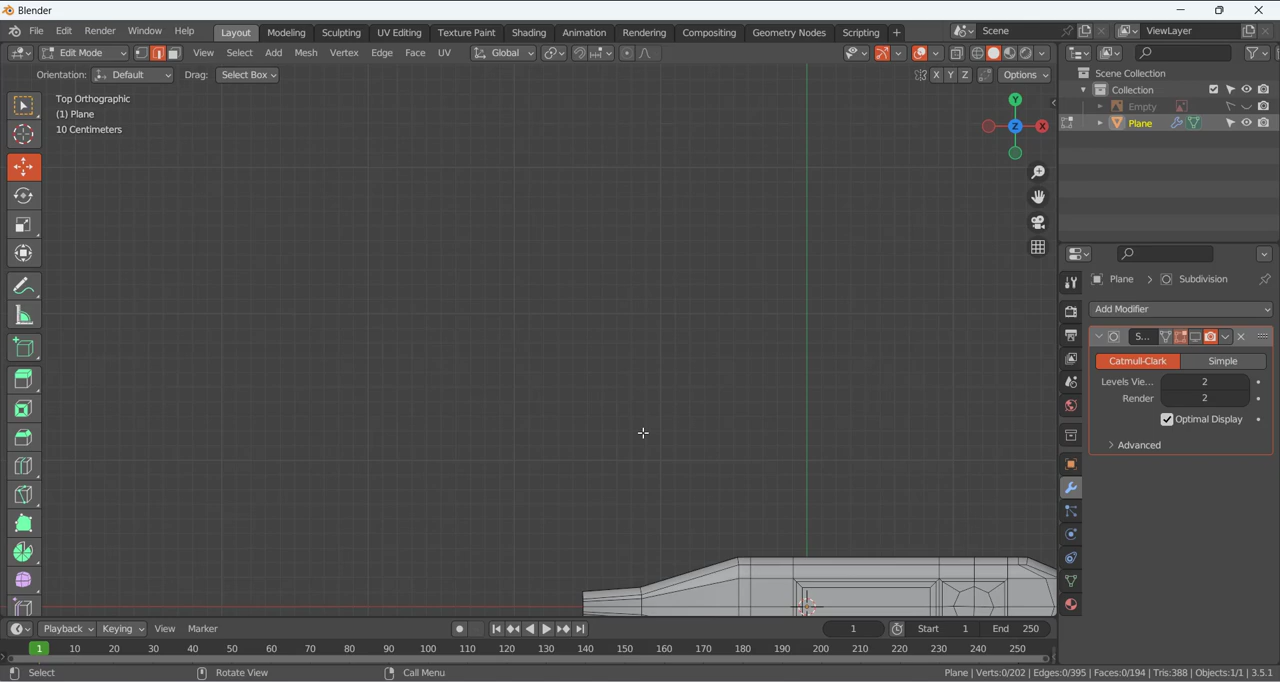 Blender
File Edit Render Window Help Layout Modeling Sculpting UV Editing Texture Paint Shading Animation Rendering Compositing Geometry Nodes Scripting + Scene ViewLayer
Edit Mode View Select Add Mesh Vertex Edge Face UV Global
Orientation: Default Drag: Select Box X Y Z Options
Scene Collection
Collection
Empty
Plane
Top Orthographic
(1) Plane
10 Centimeters
Y
Z
X
Plane > Subdivision
Add Modifier
S...
Catmull-Clark Simple
Levels Vie... 2
Render 2
Optimal Display
> Advanced
Playback Keying View Marker 1 Start 1 End 250
1 10 20 30 40 50 60 70 80 90 100 110 120 130 140 150 160 170 180 190 200 210 220 230 240 250
Select Rotate View Call Menu Plane | Verts:0/202 | Edges:0/395 | Faces:0/194 | Tris:388 | Objects:1/1 | 3.5.1